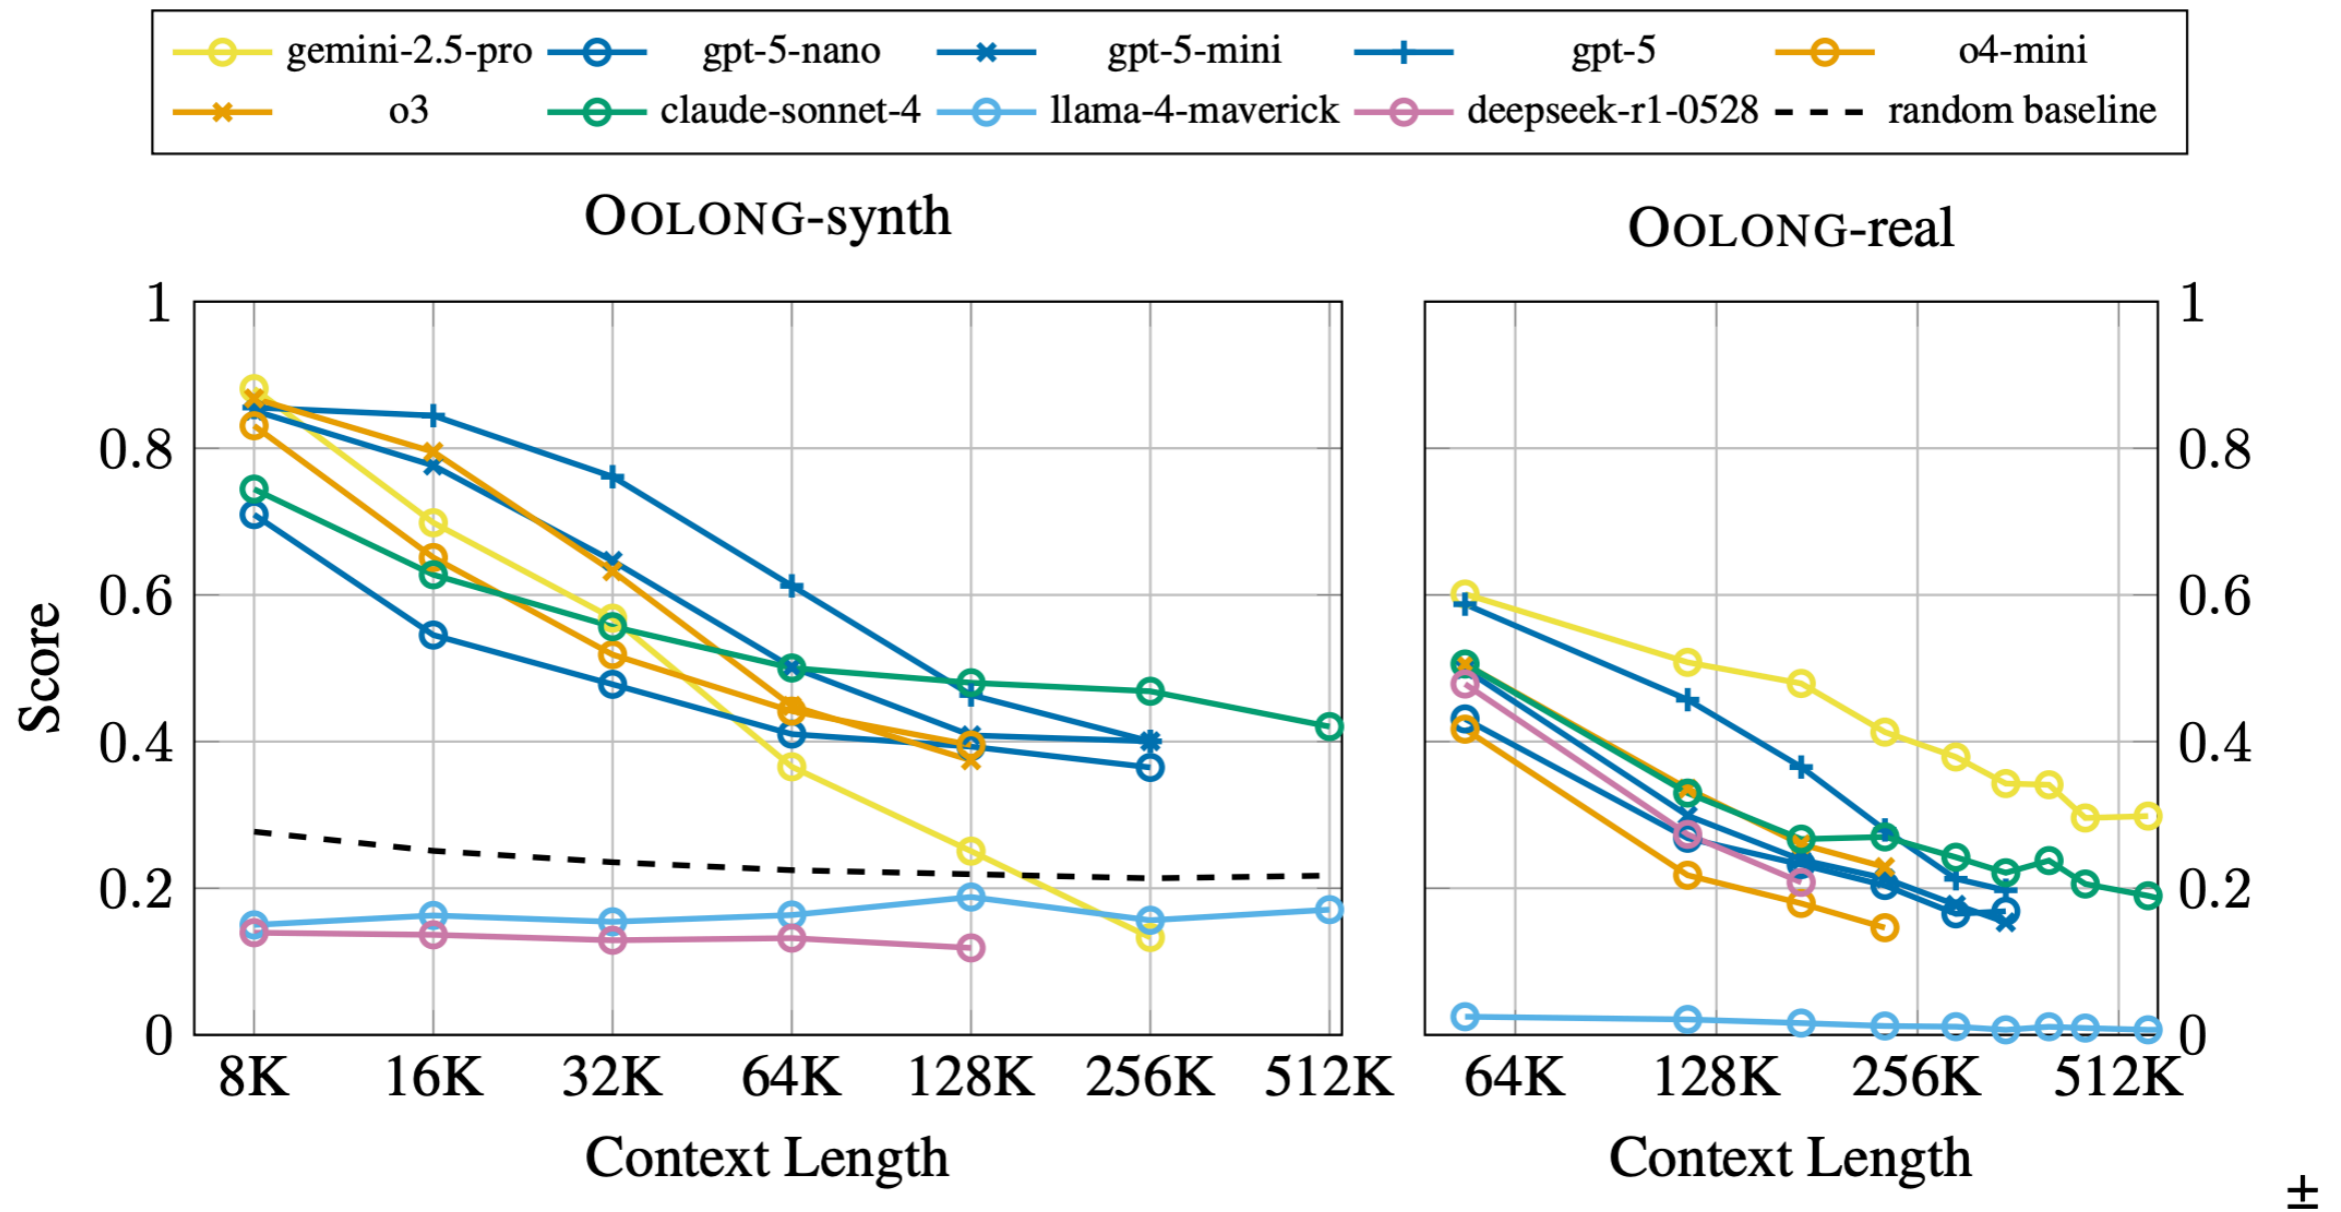 gemini-2.5-pro gpt-5-nano gpt-5-mini gpt-5 o4-mini
o3 claude-sonnet-4 llama-4-maverick deepseek-r1-0528 random baseline
OOLONG-synth
OOLONG-real
Score
1
0.8
0.6
0.4
0.2
0
8K 16K 32K 64K 128K 256K 512K
Context Length
1
0.8
0.6
0.4
0.2
0
64K 128K 256K 512K
Context Length
±